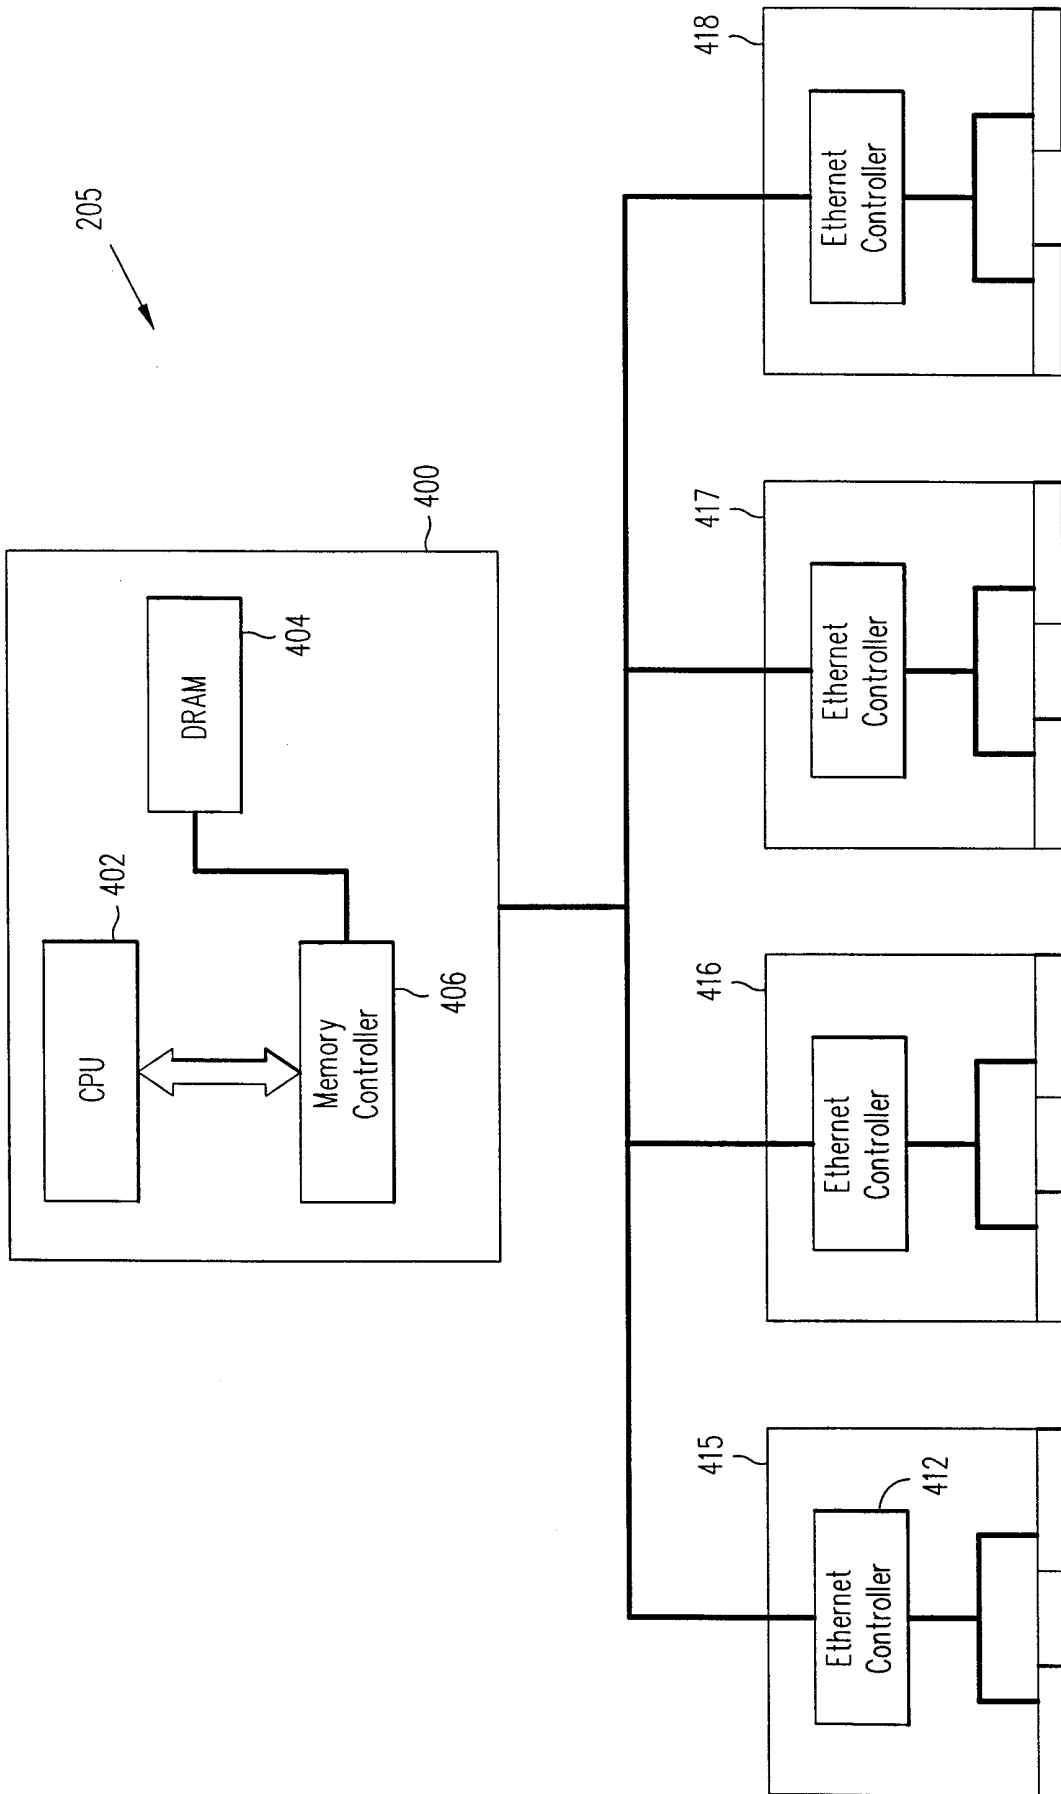 205
400
CPU
402
DRAM
404
Memory
Controller
406
415
Ethernet
Controller
412
416
Ethernet
Controller
417
Ethernet
Controller
418
Ethernet
Controller